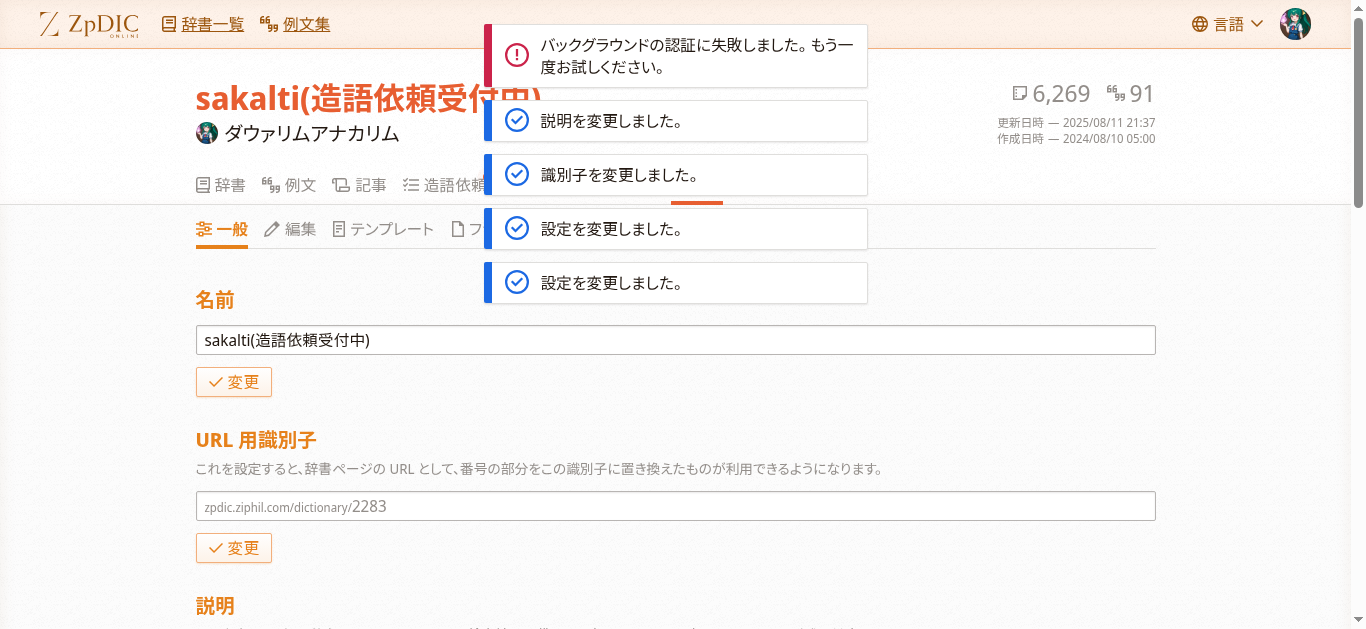 ZpDIC
ONLINE
辞書一覧
例文集
言語
バックグラウンドの認証に失敗しました。もう一
度お試しください。
説明を変更しました。
識別子を変更しました。
設定を変更しました。
設定を変更しました。
sakalti(造語依頼受付中)
ダウァリムアナカリム
6,269
91
更新日時 — 2025/08/11 21:37
作成日時 — 2024/08/10 05:00
辞書
例文
記事
造語依頼
一般
編集
テンプレート
フ
名前
sakalti(造語依頼受付中)
変更
URL 用識別子
これを設定すると、辞書ページの URL として、番号の部分をこの識別子に置き換えたものが利用できるようになります。
zpdic.ziphil.com/dictionary/2283
変更
説明